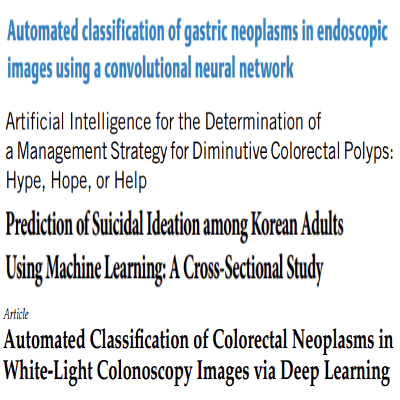 Automated classification of gastric neoplasms in endoscopic
images using a convolutional neural network
Artificial Intelligence for the Determination of
a Management Strategy for Diminutive Colorectal Polyps:
Hype, Hope, or Help
Prediction of Suicidal Ideation among Korean Adults
Using Machine Learning: A Cross-Sectional Study
Article
Automated Classification of Colorectal Neoplasms in
White-Light Colonoscopy Images via Deep Learning